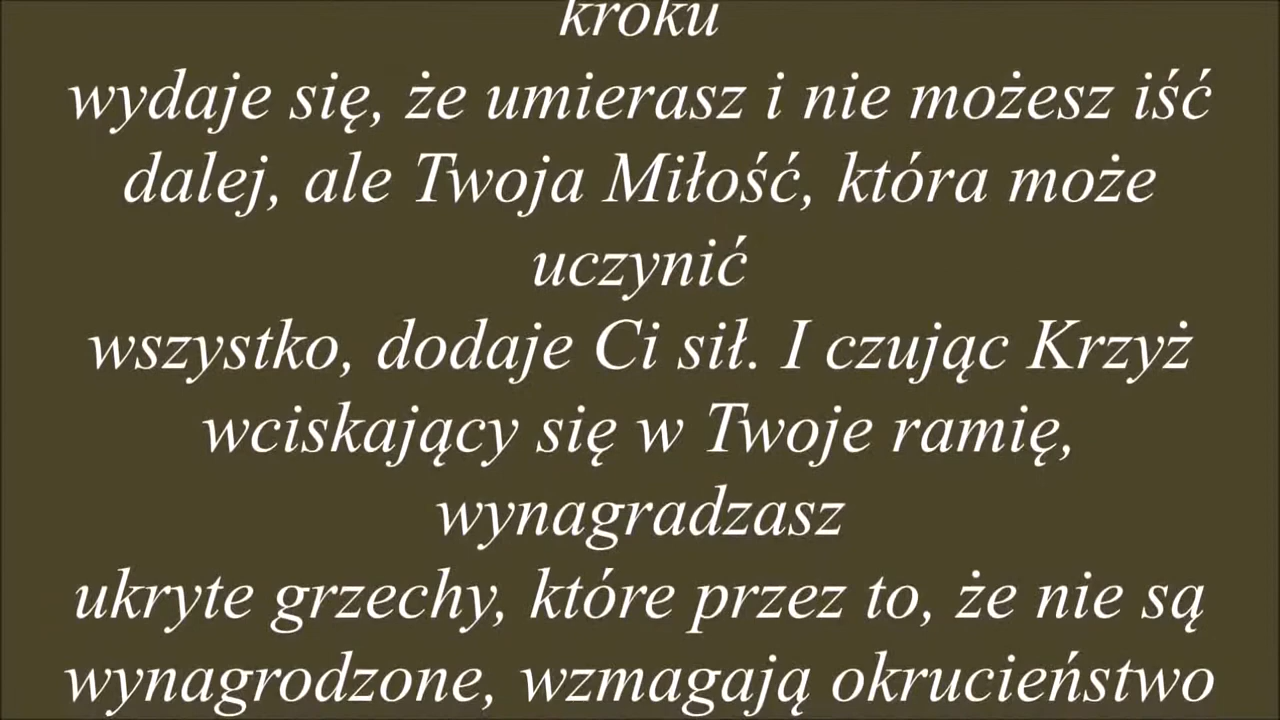 kroku
wydaje się, że umierasz i nie możesz iść
dalej, ale Twoja Miłość, która może
uczynić
wszystko, dodaje Ci sił. I czując Krzyż
wciskający się w Twoje ramię,
wynagradzasz
ukryte grzechy, które przez to, że nie są
wynagrodzone, wzmagają okrucieństwo